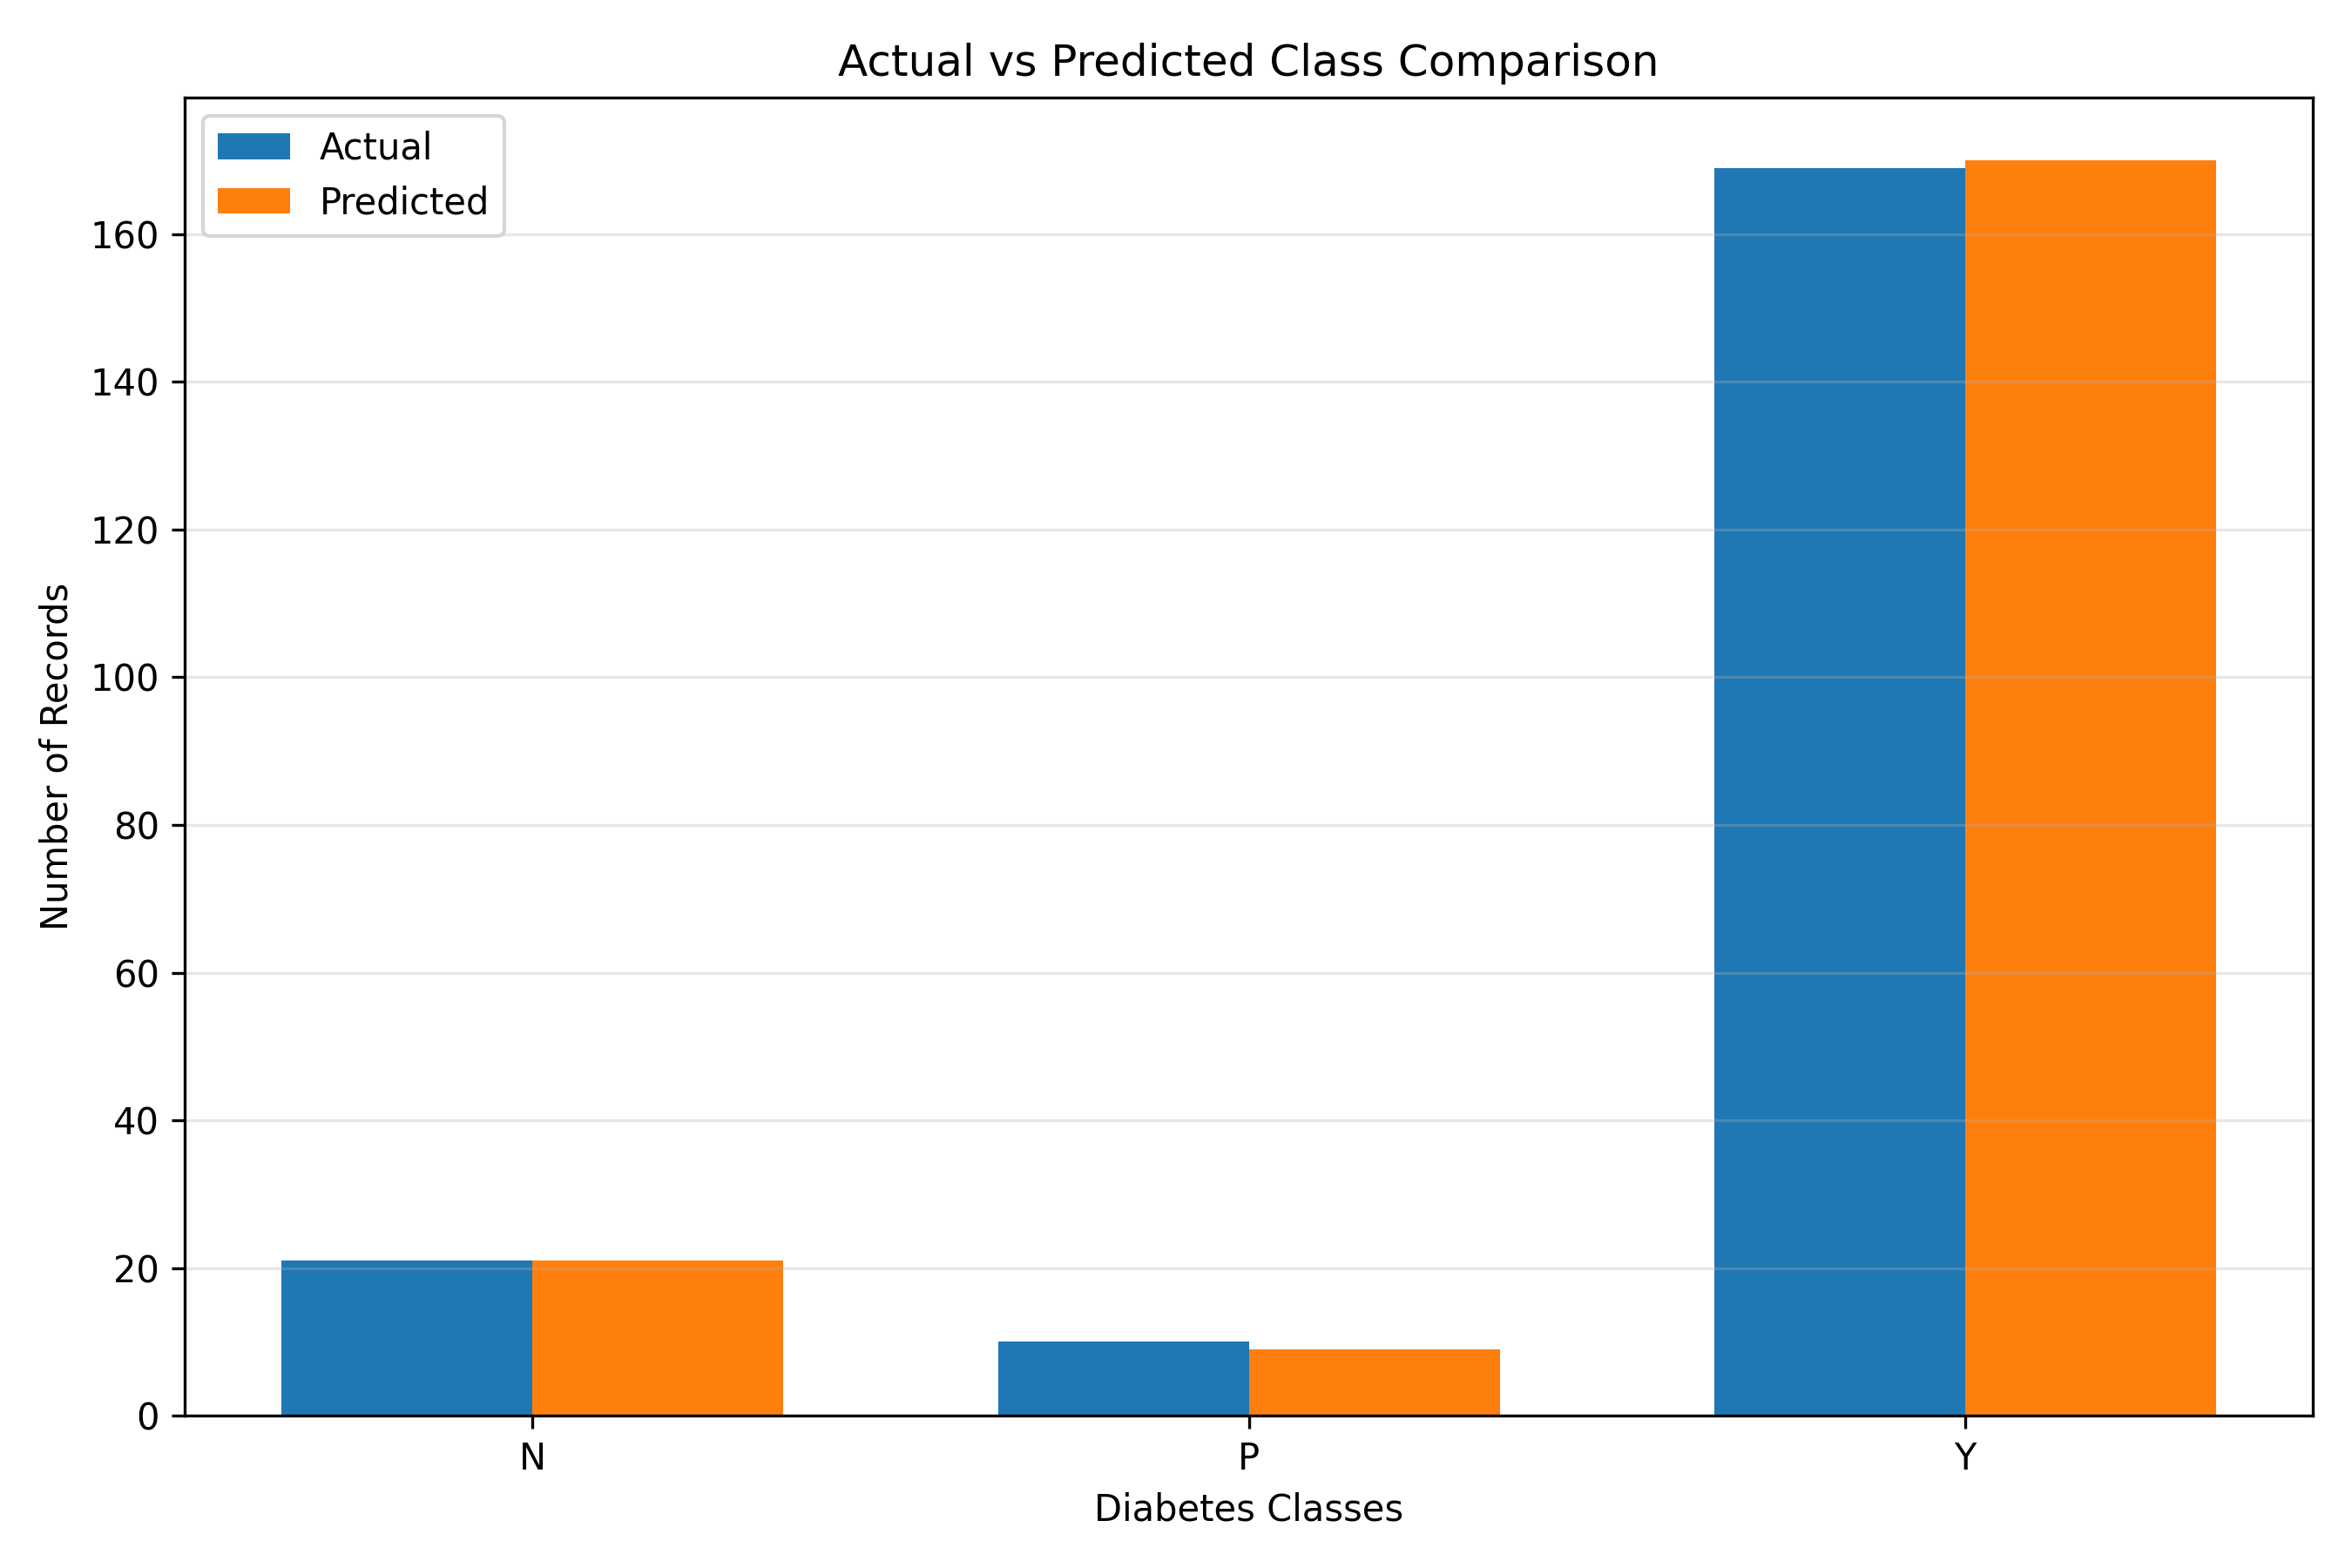 Actual vs Predicted Class Comparison
Actual
Predicted
160
140
120
100
80
60
40
20
0
Number of Records
N
P
Y
Diabetes Classes